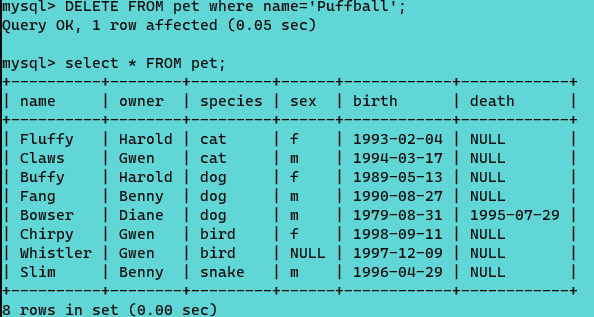 mysql> DELETE FROM pet where name='Puffball';
Query OK, 1 row affected (0.05 sec)
mysql> select * FROM pet;
+----------+--------+---------+------+------------+------------+
| name     | owner  | species | sex  | birth      | death      |
+----------+--------+---------+------+------------+------------+
| Fluffy   | Harold | cat     | f    | 1993-02-04 | NULL       |
| Claws    | Gwen   | cat     | m    | 1994-03-17 | NULL       |
| Buffy    | Harold | dog     | f    | 1989-05-13 | NULL       |
| Fang     | Benny  | dog     | m    | 1990-08-27 | NULL       |
| Bowser   | Diane  | dog     | m    | 1979-08-31 | 1995-07-29 |
| Chirpy   | Gwen   | bird    | f    | 1998-09-11 | NULL       |
| Whistler | Gwen   | bird    | NULL | 1997-12-09 | NULL       |
| Slim     | Benny  | snake   | m    | 1996-04-29 | NULL       |
+----------+--------+---------+------+------------+------------+
8 rows in set (0.00 sec)